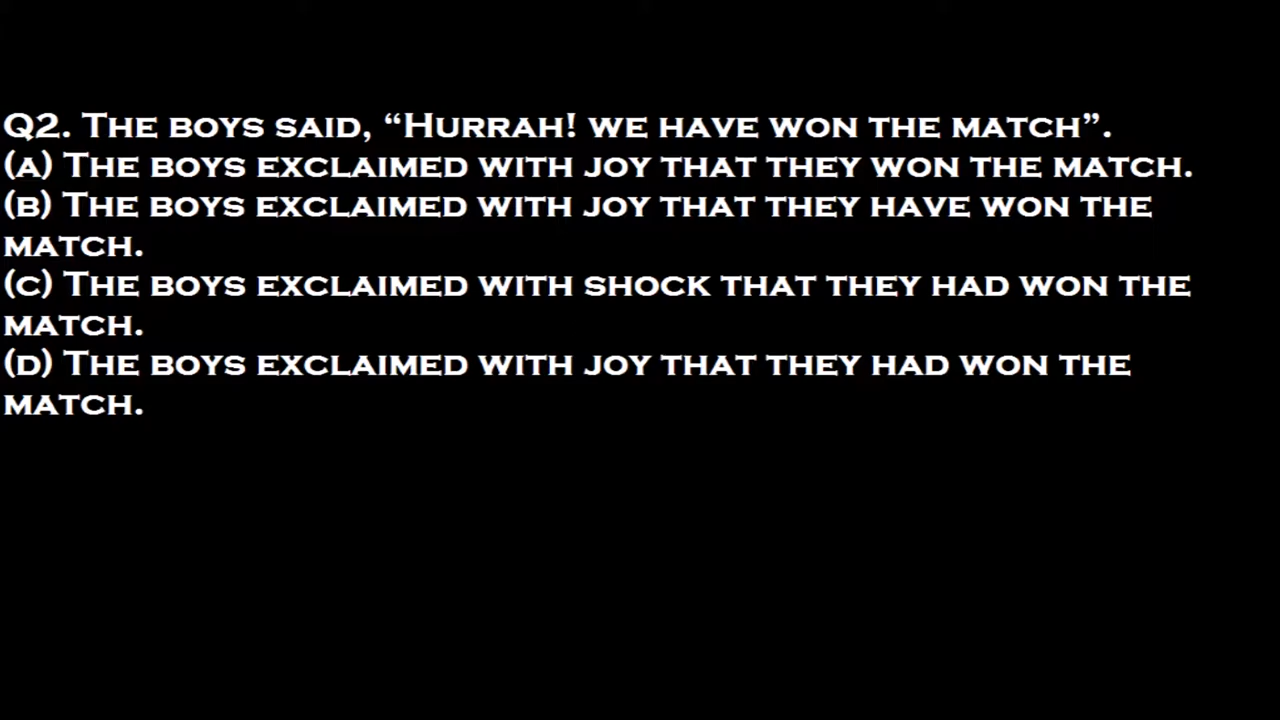 Q2. The boys said, “Hurrah! we have won the match”.
(a) The boys exclaimed with joy that they won the match.
(b) The boys exclaimed with joy that they have won the
match.
(c) The boys exclaimed with shock that they had won the
match.
(d) The boys exclaimed with joy that they had won the
match.